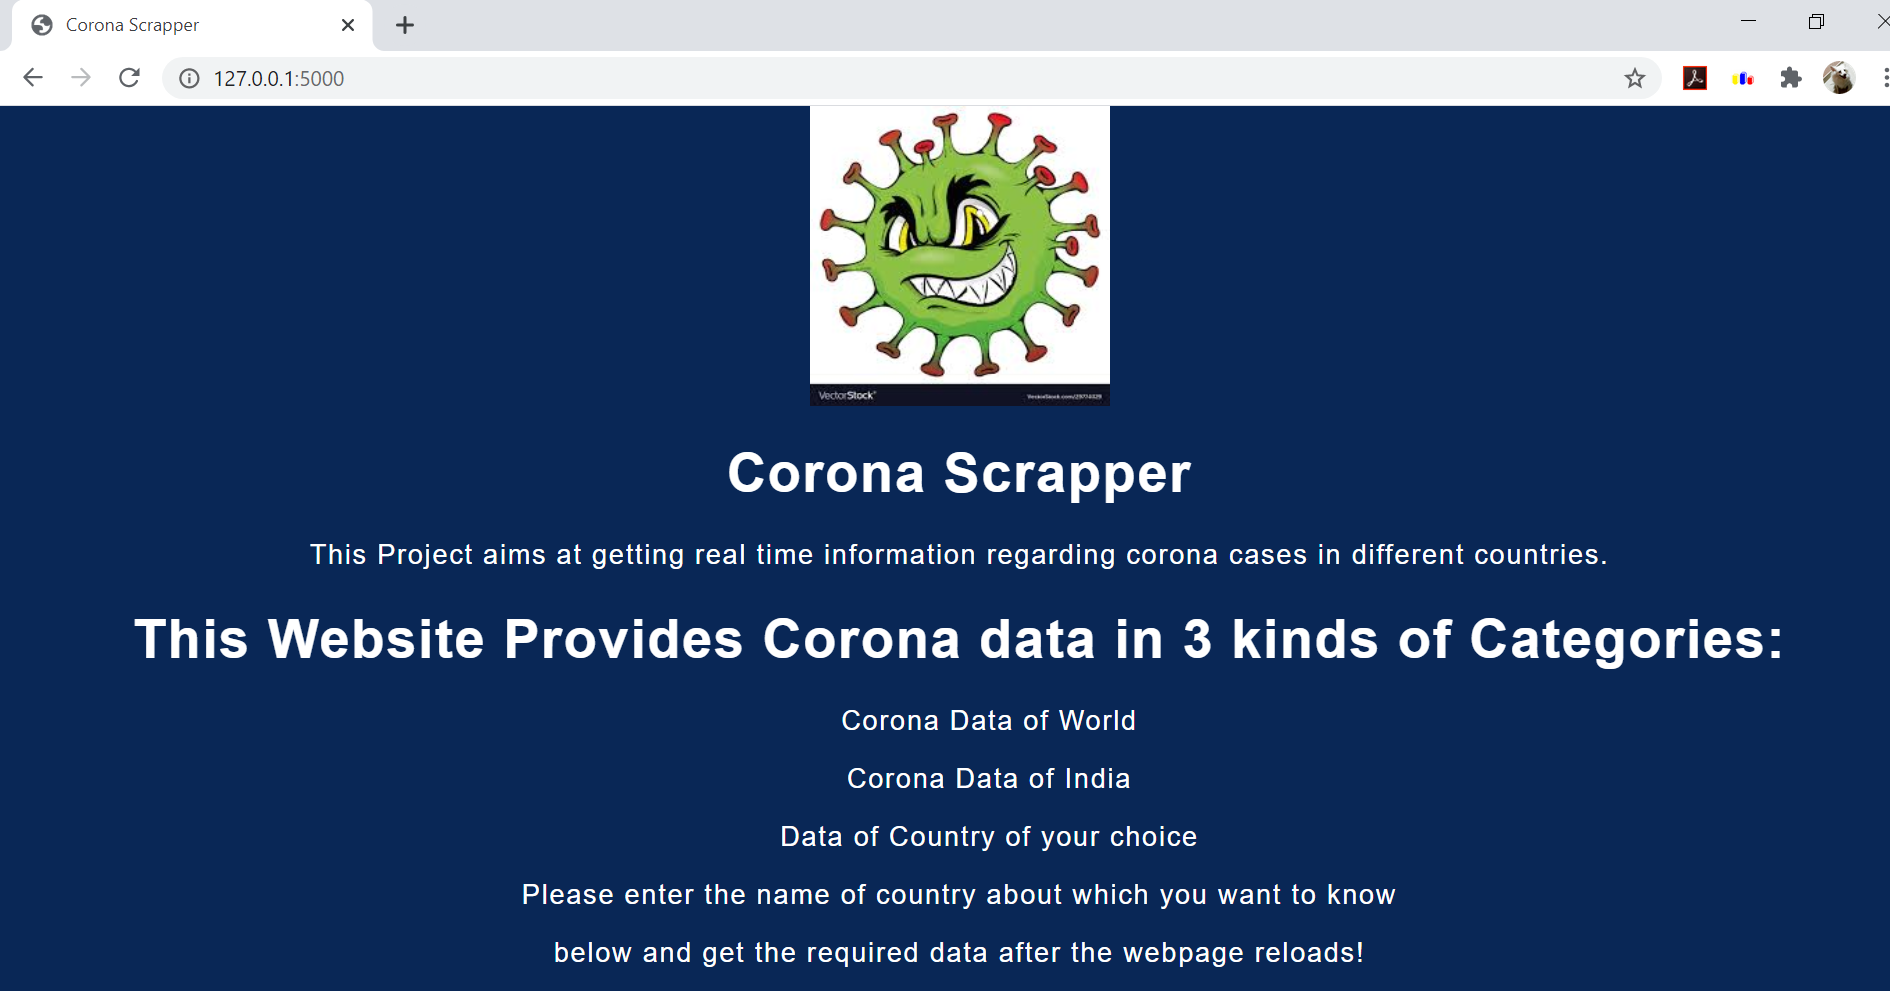 Corona Scrapper
127.0.0.1:5000
VectorStock®
VectorStock.com/29774329
Corona Scrapper
This Project aims at getting real time information regarding corona cases in different countries.
This Website Provides Corona data in 3 kinds of Categories:
Corona Data of World
Corona Data of India
Data of Country of your choice
Please enter the name of country about which you want to know
below and get the required data after the webpage reloads!